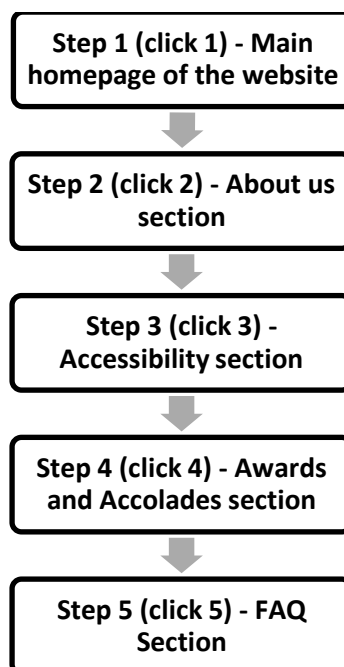 Step 1 (click 1) - Main
homepage of the website
Step 2 (click 2) - About us
section
Step 3 (click 3) -
Accessibility section
Step 4 (click 4) - Awards
and Accolades section
Step 5 (click 5) - FAQ
Section